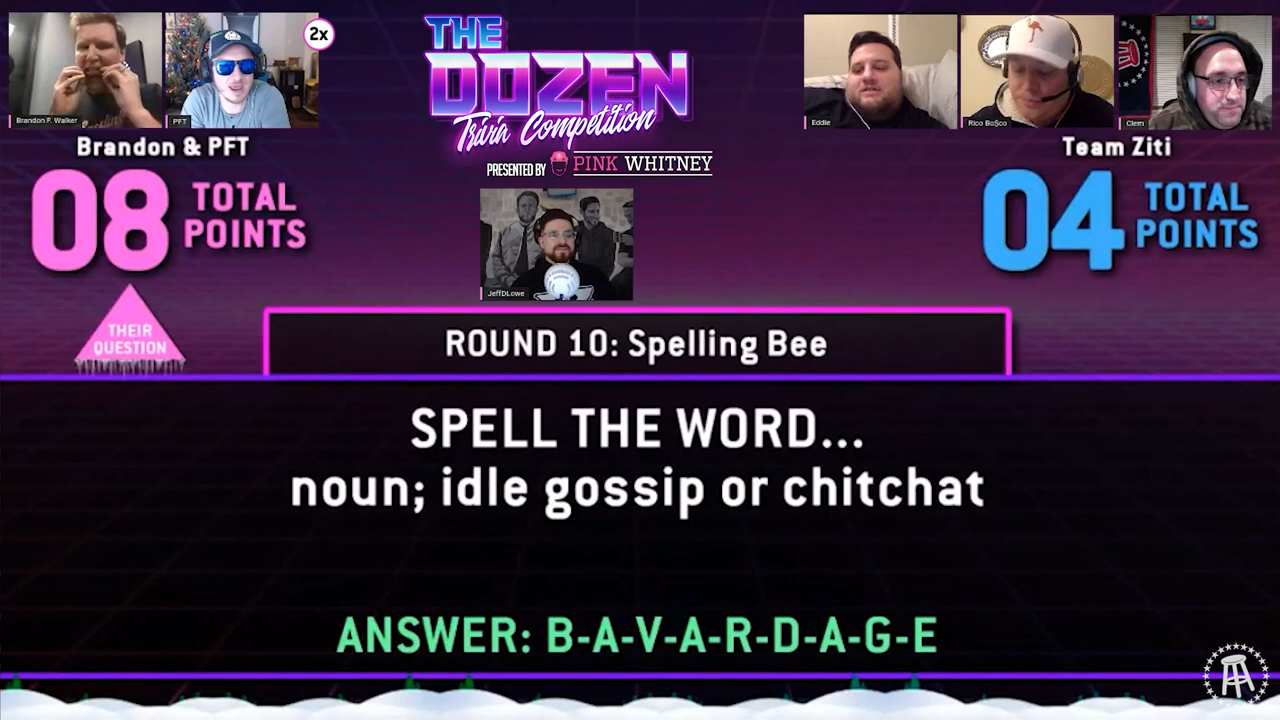 Brandon F. Walker
PFT
2x
THE
DOZEN
Trivia Competition
PRESENTED BY PINK WHITNEY
Eddie
Rico Bo$co
Clem
Brandon & PFT
08 TOTAL
POINTS
Team Ziti
04 TOTAL
POINTS
JeffDLowe
THEIR
QUESTION
ROUND 10: Spelling Bee
SPELL THE WORD...
noun; idle gossip or chitchat
ANSWER: B-A-V-A-R-D-A-G-E